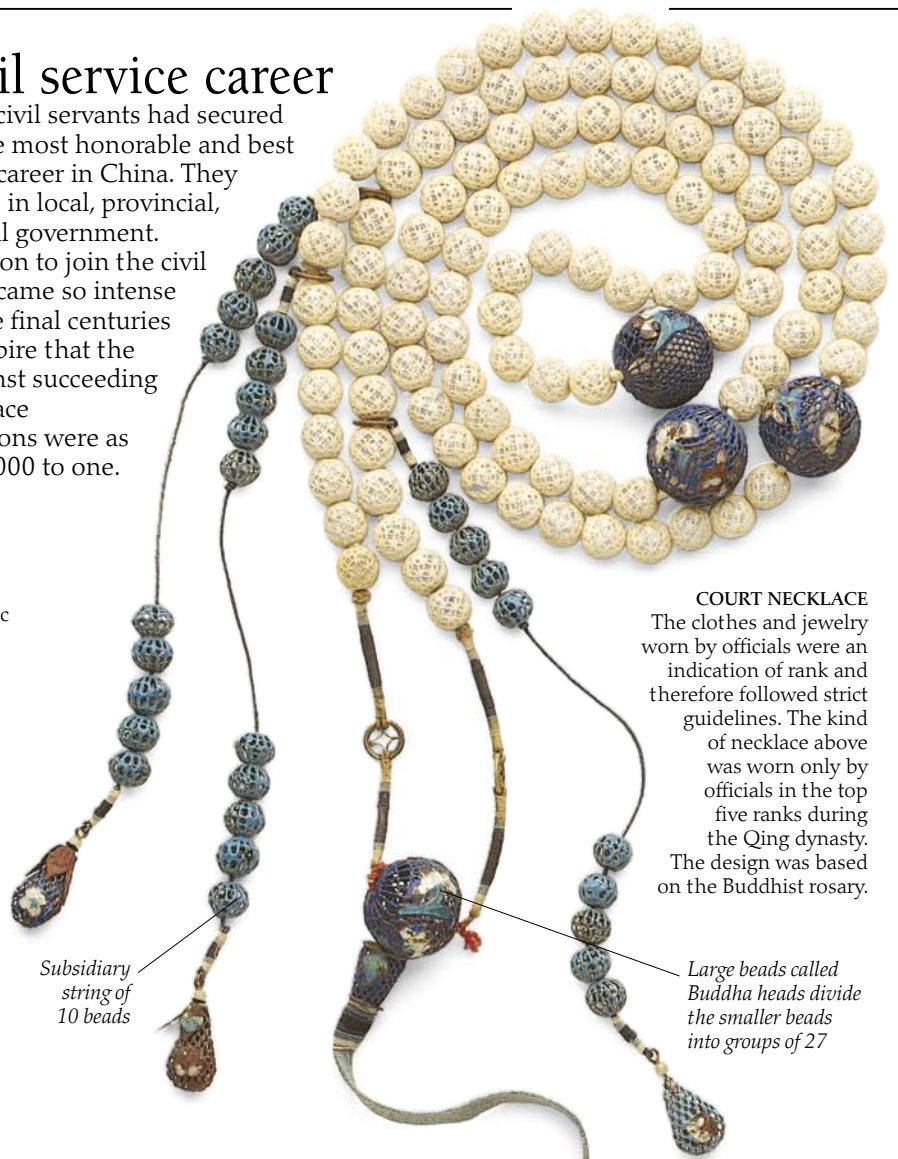 il service career
civil servants had secured
e most honorable and best
career in China. They
in local, provincial,
l government.
on to join the civil
came so intense
e final centuries
pire that the
nst succeeding
ace
ons were as
000 to one.
c
COURT NECKLACE
The clothes and jewelry
worn by officials were an
indication of rank and
therefore followed strict
guidelines. The kind
of necklace above
was worn only by
officials in the top
five ranks during
the Qing dynasty.
The design was based
on the Buddhist rosary.
Subsidiary
string of
10 beads
Large beads called
Buddha heads divide
the smaller beads
into groups of 27